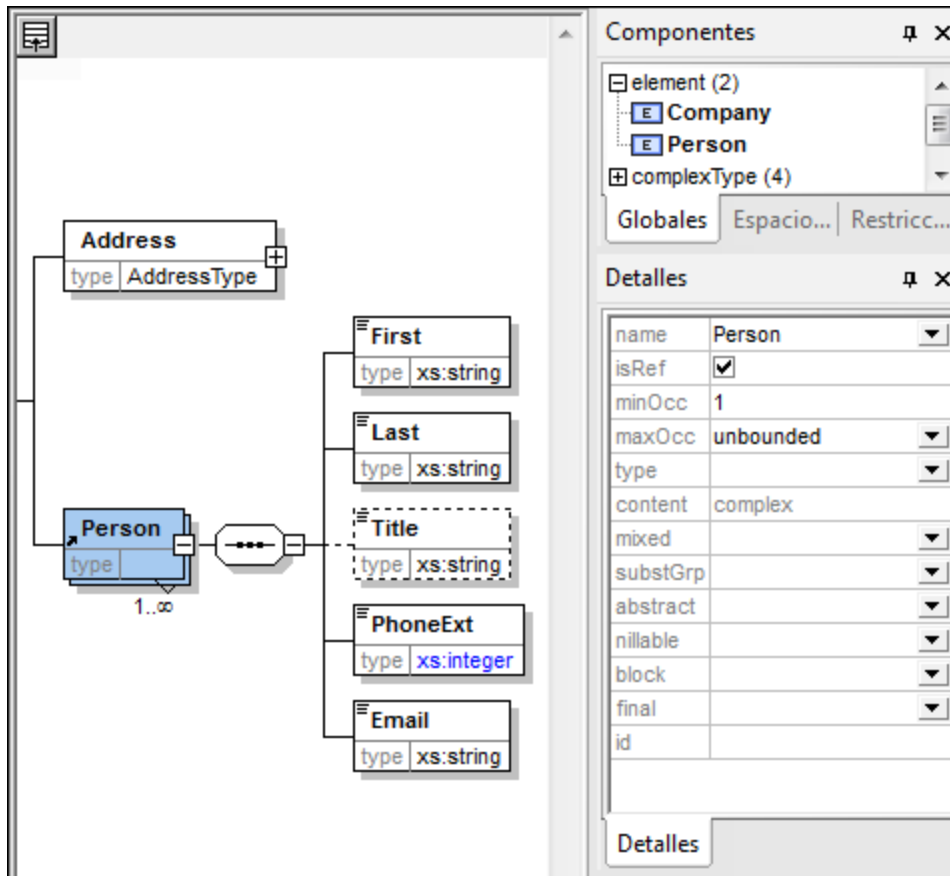 Address
type AddressType
Person
type
1..∞
First
type xs:string
Last
type xs:string
Title
type xs:string
PhoneExt
type xs:integer
Email
type xs:string
Componentes
element (2)
E Company
E Person
complexType (4)
Globales Espacio... Restricc...
Detalles
name Person
isRef
minOcc 1
maxOcc unbounded
type
content complex
mixed
substGrp
abstract
nillable
block
final
id
Detalles